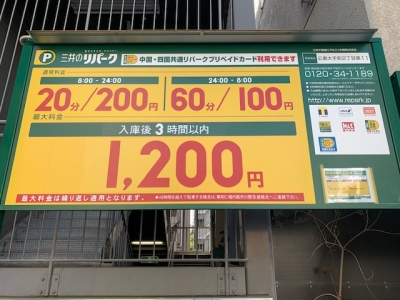 P 三井のリパーク 中国・四国共通リパークプリペイドカード利用できます
通常料金
8:00 - 24:00
20分/200円
24:00 - 8:00
60分/100円
最大料金
入庫後3時間以内
1,200円
最大料金は繰り返し適用となります。
0120-34-1189
http://www.repark.jp/